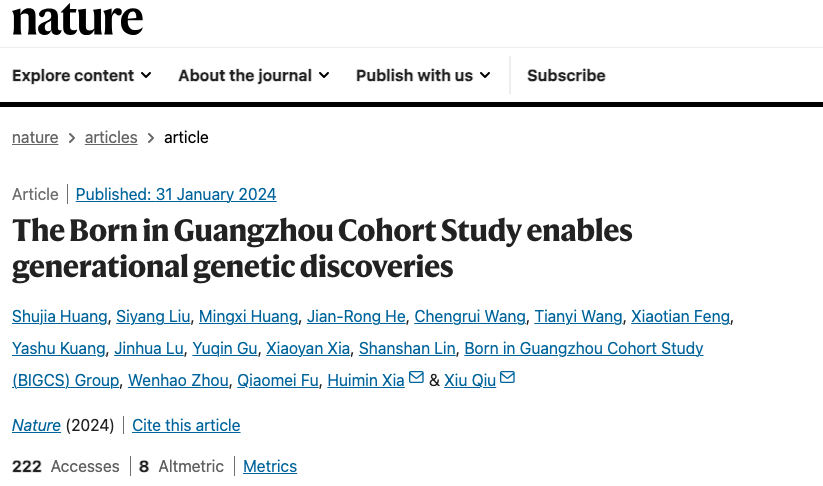 nature
Explore content About the journal Publish with us Subscribe
nature > articles > article
Article | Published: 31 January 2024
The Born in Guangzhou Cohort Study enables
generational genetic discoveries
Shujia Huang, Siyang Liu, Mingxi Huang, Jian-Rong He, Chengrui Wang, Tianyi Wang, Xiaotian Feng,
Yashu Kuang, Jinhua Lu, Yuqin Gu, Xiaoyan Xia, Shanshan Lin, Born in Guangzhou Cohort Study
(BIGCS) Group, Wenhao Zhou, Qiaomei Fu, Huimin Xia & Xiu Qiu
Nature (2024) | Cite this article
222 Accesses | 8 Altmetric | Metrics